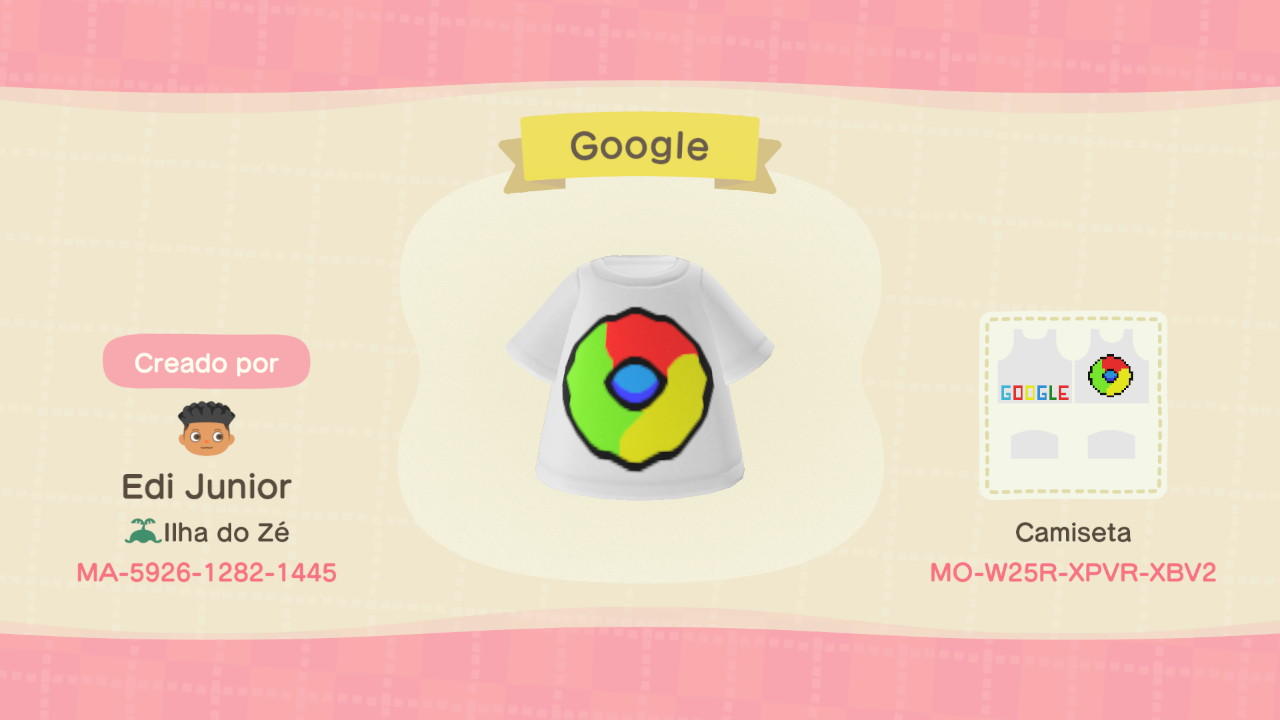 Google
Creado por
Edi Junior
Ilha do Zé
MA-5926-1282-1445
GOOGLE
Camiseta
MO-W25R-XPVR-XBV2